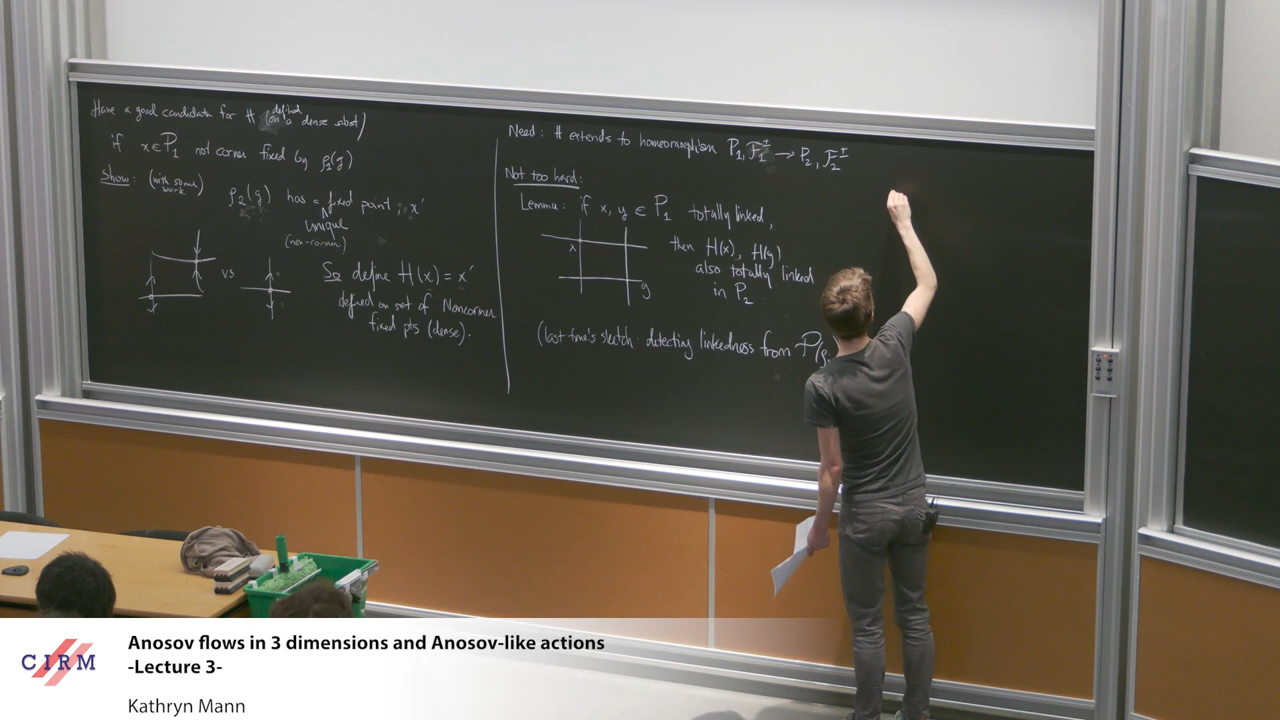 Have a good candidate for H (defined on a dense subset)
if x ∈ P₁ not corner fixed by ρ₁(g)
Show: (with some work) ρ₂(g) has a fixed point, x'
unique
(non-corner)
vs
So define H(x) = x'
defined on set of Noncorner
fixed pts (dense).
Need: H extends to homeomorphism P₁, F₁± → P₂, F₂±
Not too hard:
Lemma: if x, y ∈ P₁ totally linked,
then H(x), H(y)
also totally linked
in P₂
x
y
(last time's sketch: detecting linkedness from P(
CIRM
Anosov flows in 3 dimensions and Anosov-like actions
-Lecture 3-
Kathryn Mann